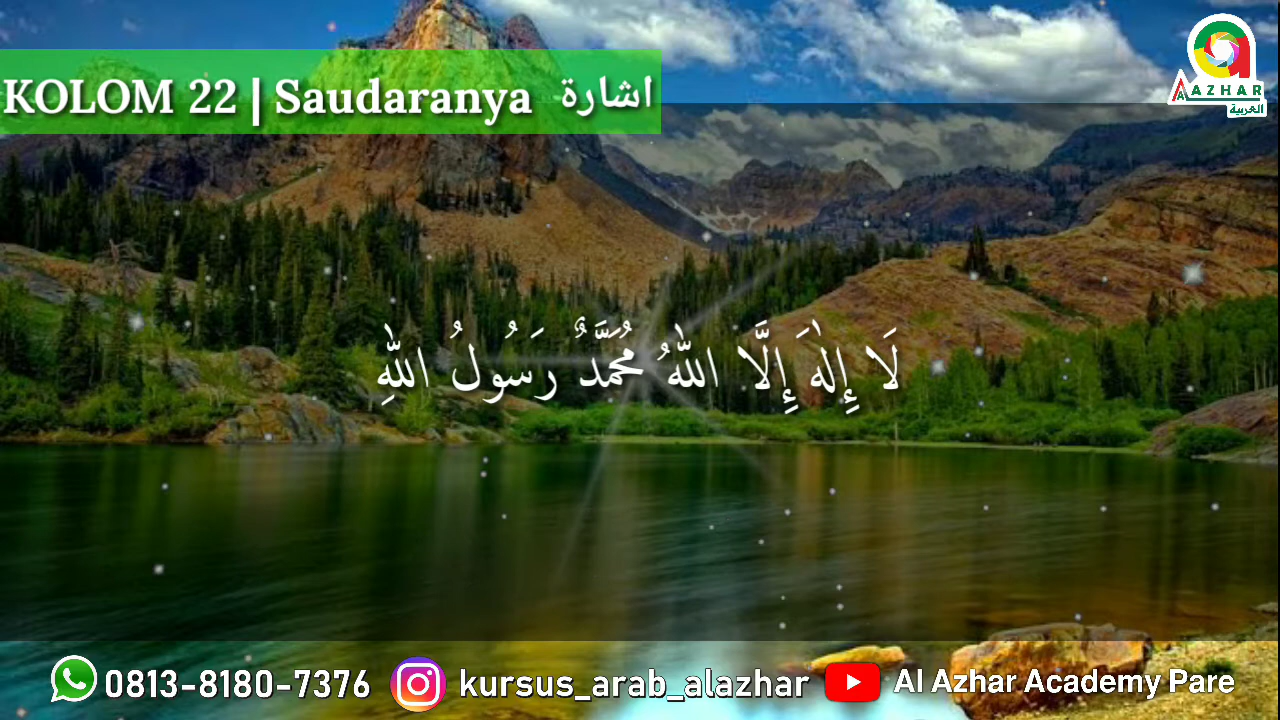 KOLOM 22 | Saudaranya اشارة
AZHAR
العربية
لَا إِلٰهَ إِلَّا اللّٰهُ مُحَمَّدٌ رَسُولُ اللّٰهِ
0813-8180-7376 kursus_arab_alazhar Al Azhar Academy Pare